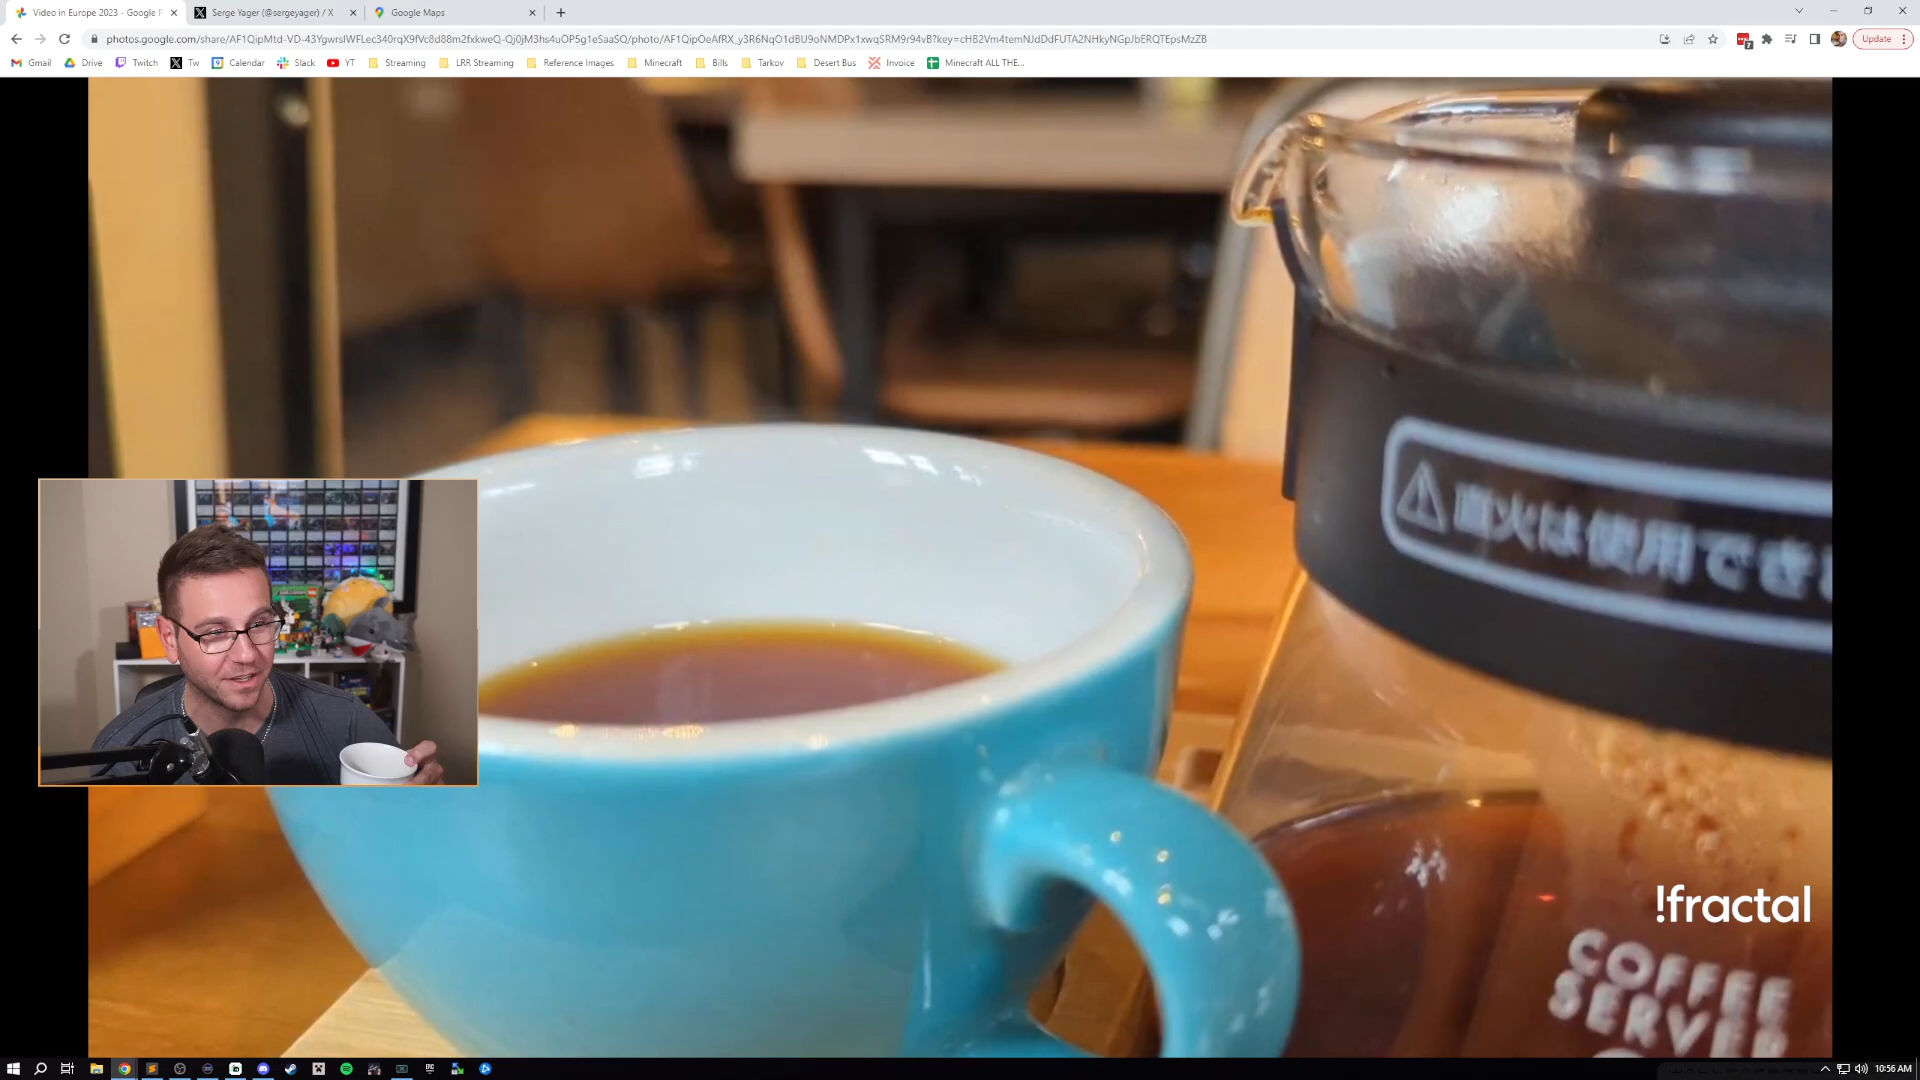 Video in Europe 2023 - Google P
Serge Yager (@sergeyager) / X
Google Maps
photos.google.com/share/AF1QipMtd-VD-43YgwrsIWFLec340rqX9fVc8d88m2fxkweQ-Qj0jM3hs4uOP5g1eSaaSQ/photo/AF1QipOeAfRX_y3R6NqO1dBU9oNMDPx1xwqSRM9r94vB?key=cHB2Vm4temNJdDdFUTA2NHkyNGpJbERQTEpsMzZB
Update
Gmail
Drive
Twitch
Tw
Calendar
Slack
YT
Streaming
LRR Streaming
Reference Images
Minecraft
Bills
Tarkov
Desert Bus
Invoice
Minecraft ALL THE...
直火は使用でき
!fractal
COFFEE
SERVER
10:56 AM